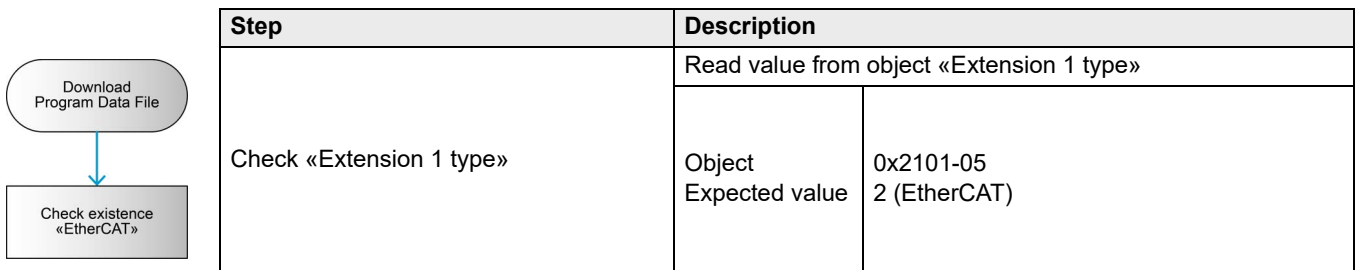 Download
Program Data File
Check existence
«EtherCAT»
Step Description
Check «Extension 1 type»
Read value from object «Extension 1 type»
Object 0x2101-05
Expected value 2 (EtherCAT)